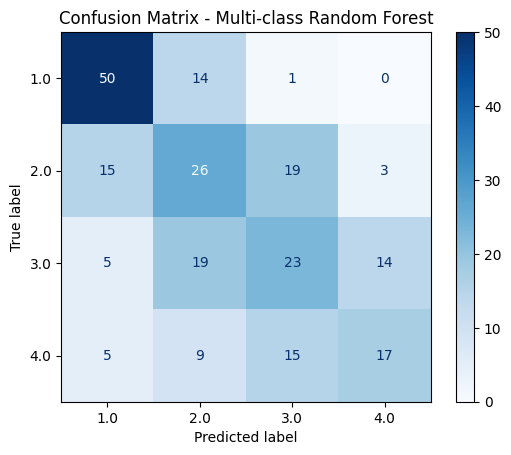 Confusion Matrix - Multi-class Random Forest
50
1.0 50 14 1 0
40
2.0 15 26 19 3
30
True label
20
3.0 5 19 23 14
10
4.0 5 9 15 17
0
1.0 2.0 3.0 4.0
Predicted label